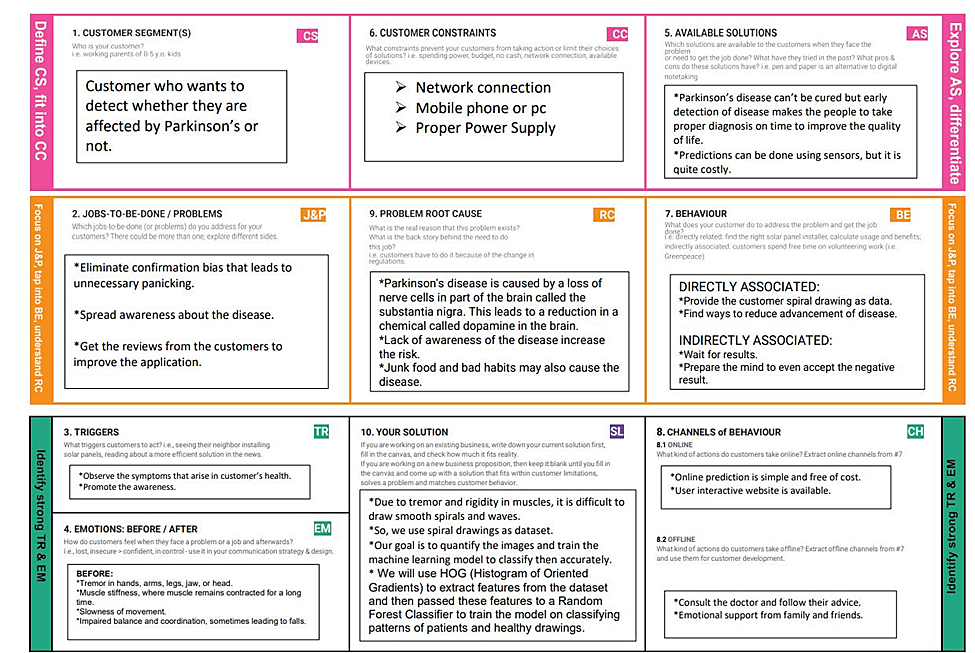 Define CS, fit into CC
1. CUSTOMER SEGMENT(S)
CS
Who is your customer?
i.e. working parents of 0-5 y.o. kids
Customer who wants to
detect whether they are
affected by Parkinson's or
not.
6. CUSTOMER CONSTRAINTS
CC
What constraints prevent your customers from taking action or limit their choices
of solutions? i.e. spending power, budget, no cash, network connection, available
devices.
➢ Network connection
➢ Mobile phone or pc
➢ Proper Power Supply
5. AVAILABLE SOLUTIONS
AS
Which solutions are available to the customers when they face the
problem
or need to get the job done? What have they tried in the past? What pros &
cons do these solutions have? i.e. pen and paper is an alternative to digital
notetaking
*Parkinson's disease can't be cured but early
detection of disease makes the people to take
proper diagnosis on time to improve the quality
of life.
*Predictions can be done using sensors, but it is
quite costly.
Explore AS, differentiate
Focus on J&P, tap into BE, understand RC
2. JOBS-TO-BE-DONE / PROBLEMS
J&P
Which jobs-to-be-done (or problems) do you address for your
customers? There could be more than one; explore different sides.
*Eliminate confirmation bias that leads to
unnecessary panicking.
*Spread awareness about the disease.
*Get the reviews from the customers to
improve the application.
9. PROBLEM ROOT CAUSE
RC
What is the real reason that this problem exists?
What is the back story behind the need to do
this job?
i.e. customers have to do it because of the change in
regulations.
*Parkinson's disease is caused by a loss of
nerve cells in part of the brain called the
substantia nigra. This leads to a reduction in a
chemical called dopamine in the brain.
*Lack of awareness of the disease increase
the risk.
*Junk food and bad habits may also cause the
disease.
7. BEHAVIOUR
BE
What does your customer do to address the problem and get the job
done?
i.e. directly related: find the right solar panel installer, calculate usage and benefits;
indirectly associated: customers spend free time on volunteering work (i.e.
Greenpeace)
DIRECTLY ASSOCIATED:
*Provide the customer spiral drawing as data.
*Find ways to reduce advancement of disease.
INDIRECTLY ASSOCIATED:
*Wait for results.
*Prepare the mind to even accept the negative
result.
Focus on J&P, tap into BE, understand RC
Identify strong TR & EM
3. TRIGGERS
TR
What triggers customers to act? i.e., seeing their neighbor installing
solar panels, reading about a more efficient solution in the news.
*Observe the symptoms that arise in customer's health.
*Promote the awareness.
4. EMOTIONS: BEFORE / AFTER
EM
How do customers feel when they face a problem or a job and afterwards?
i.e., lost, insecure > confident, in control - use it in your communication strategy & design.
BEFORE:
*Tremor in hands, arms, legs, jaw, or head.
*Muscle stiffness, where muscle remains contracted for a long
time.
*Slowness of movement.
*Impaired balance and coordination, sometimes leading to falls.
10. YOUR SOLUTION
SL
If you are working on an existing business, write down your current solution first,
fill in the canvas, and check how much it fits reality.
If you are working on a new business proposition, then keep it blank until you fill in
the canvas and come up with a solution that fits within customer limitations,
solves a problem and matches customer behavior.
*Due to tremor and rigidity in muscles, it is difficult to
draw smooth spirals and waves.
*So, we use spiral drawings as dataset.
*Our goal is to quantify the images and train the
machine learning model to classify then accurately.
* We will use HOG (Histogram of Oriented
Gradients) to extract features from the dataset
and then passed these features to a Random
Forest Classifier to train the model on classifying
patterns of patients and healthy drawings.
8. CHANNELS of BEHAVIOUR
CH
8.1 ONLINE
What kind of actions do customers take online? Extract online channels from #7
*Online prediction is simple and free of cost.
*User interactive website is available.
8.2 OFFLINE
What kind of actions do customers take offline? Extract offline channels from #7
and use them for customer development.
*Consult the doctor and follow their advice.
*Emotional support from family and friends.
Identify strong TR & EM